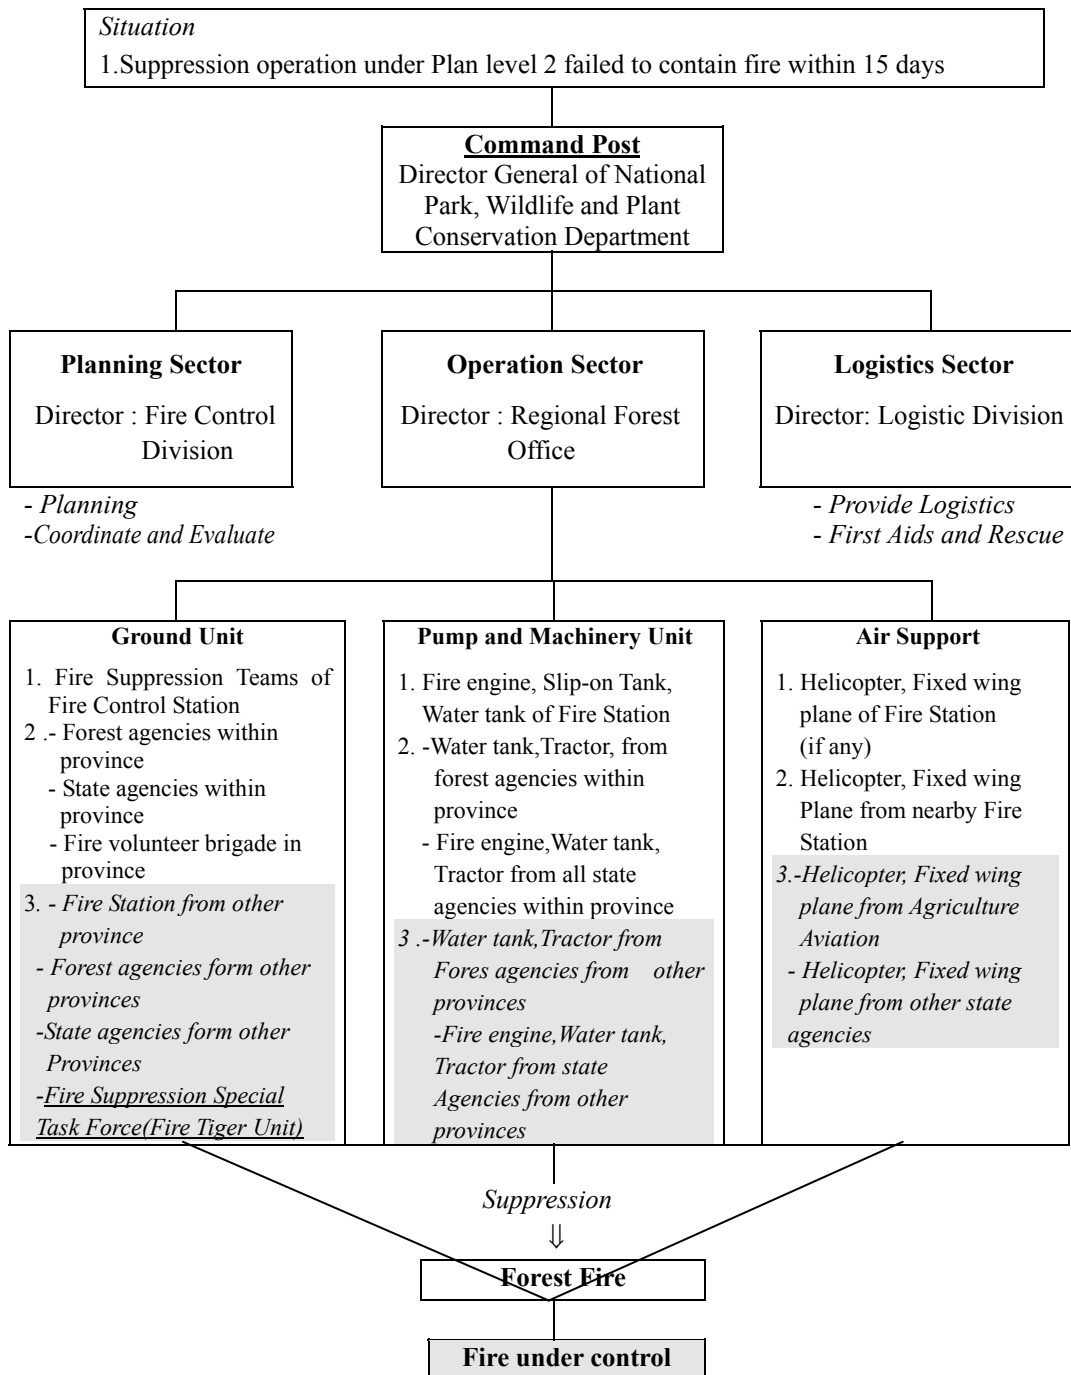 Situation
1.Suppression operation under Plan level 2 failed to contain fire within 15 days
Command Post
Director General of National
Park, Wildlife and Plant
Conservation Department
Planning Sector
Director : Fire Control
Division
Operation Sector
Director : Regional Forest
Office
Logistics Sector
Director: Logistic Division
- Planning
-Coordinate and Evaluate
- Provide Logistics
- First Aids and Rescue
Ground Unit
1. Fire Suppression Teams of
Fire Control Station
2 .- Forest agencies within
province
- State agencies within
province
- Fire volunteer brigade in
province
3. - Fire Station from other
province
- Forest agencies form other
provinces
-State agencies form other
Provinces
-Fire Suppression Special
Task Force(Fire Tiger Unit)
Pump and Machinery Unit
1. Fire engine, Slip-on Tank,
Water tank of Fire Station
2. -Water tank,Tractor, from
forest agencies within
province
- Fire engine,Water tank,
Tractor from all state
agencies within province
3 .-Water tank,Tractor from
Fores agencies from other
provinces
-Fire engine,Water tank,
Tractor from state
Agencies from other
provinces
Air Support
1. Helicopter, Fixed wing
plane of Fire Station
(if any)
2. Helicopter, Fixed wing
Plane from nearby Fire
Station
3.-Helicopter, Fixed wing
plane from Agriculture
Aviation
- Helicopter, Fixed wing
plane from other state
agencies
Suppression
⇓
Forest Fire
Fire under control